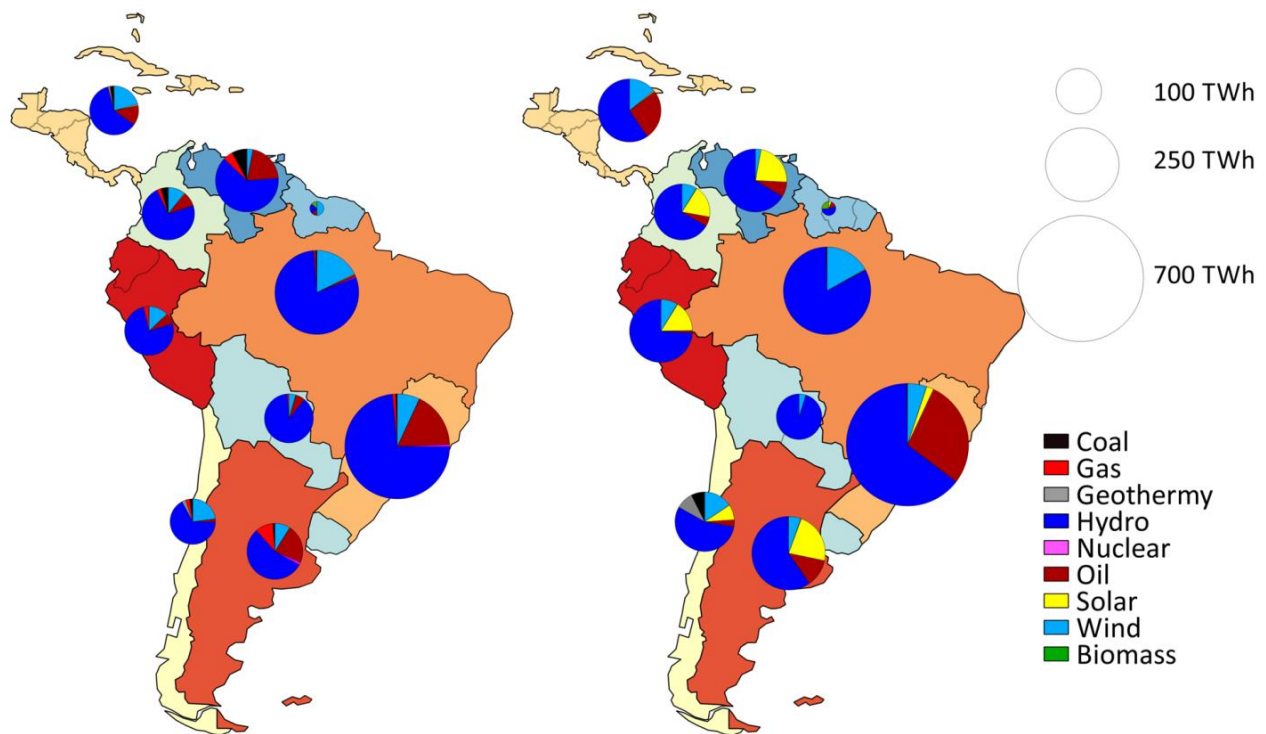 100 TWh
250 TWh
700 TWh
Coal
Gas
Geothermy
Hydro
Nuclear
Oil
Solar
Wind
Biomass